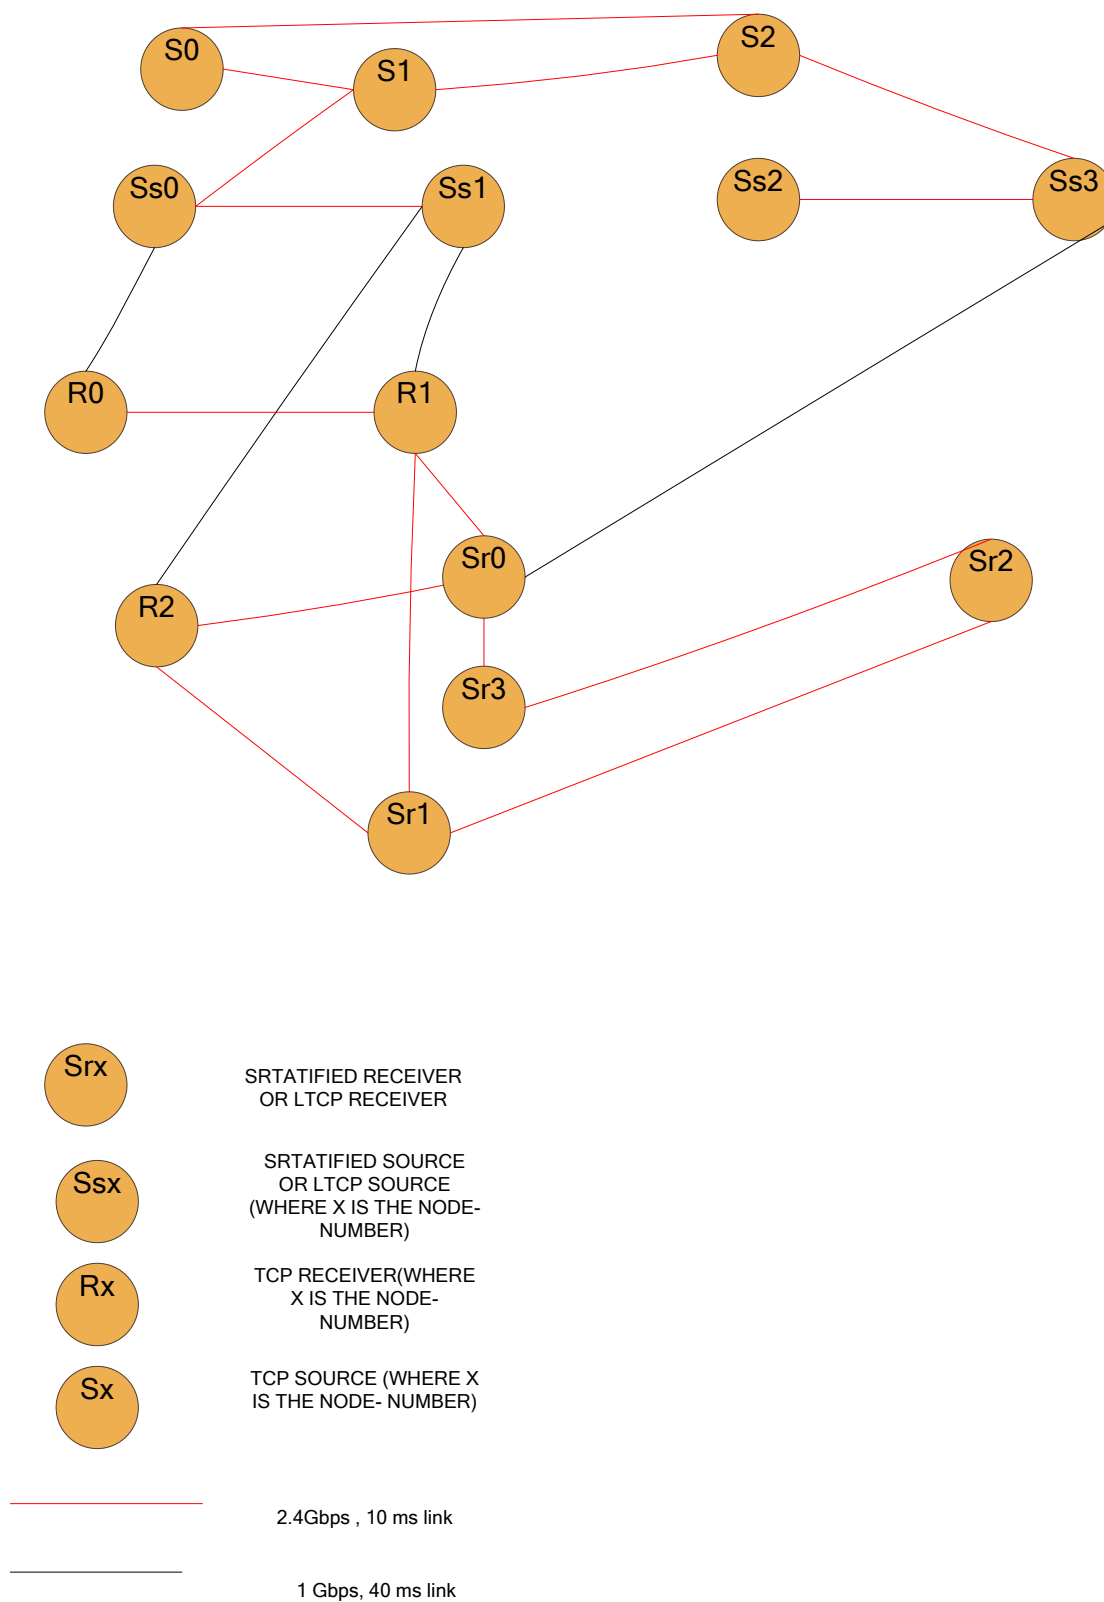 S0
S1
S2
Ss0
Ss1
Ss2
Ss3
R0
R1
Sr0
Sr2
R2
Sr3
Sr1
Srx
SRTATIFIED RECEIVER
OR LTCP RECEIVER
Ssx
SRTATIFIED SOURCE
OR LTCP SOURCE
(WHERE X IS THE NODE-
NUMBER)
Rx
TCP RECEIVER(WHERE
X IS THE NODE-
NUMBER)
Sx
TCP SOURCE (WHERE X
IS THE NODE- NUMBER)
2.4Gbps , 10 ms link
1 Gbps, 40 ms link